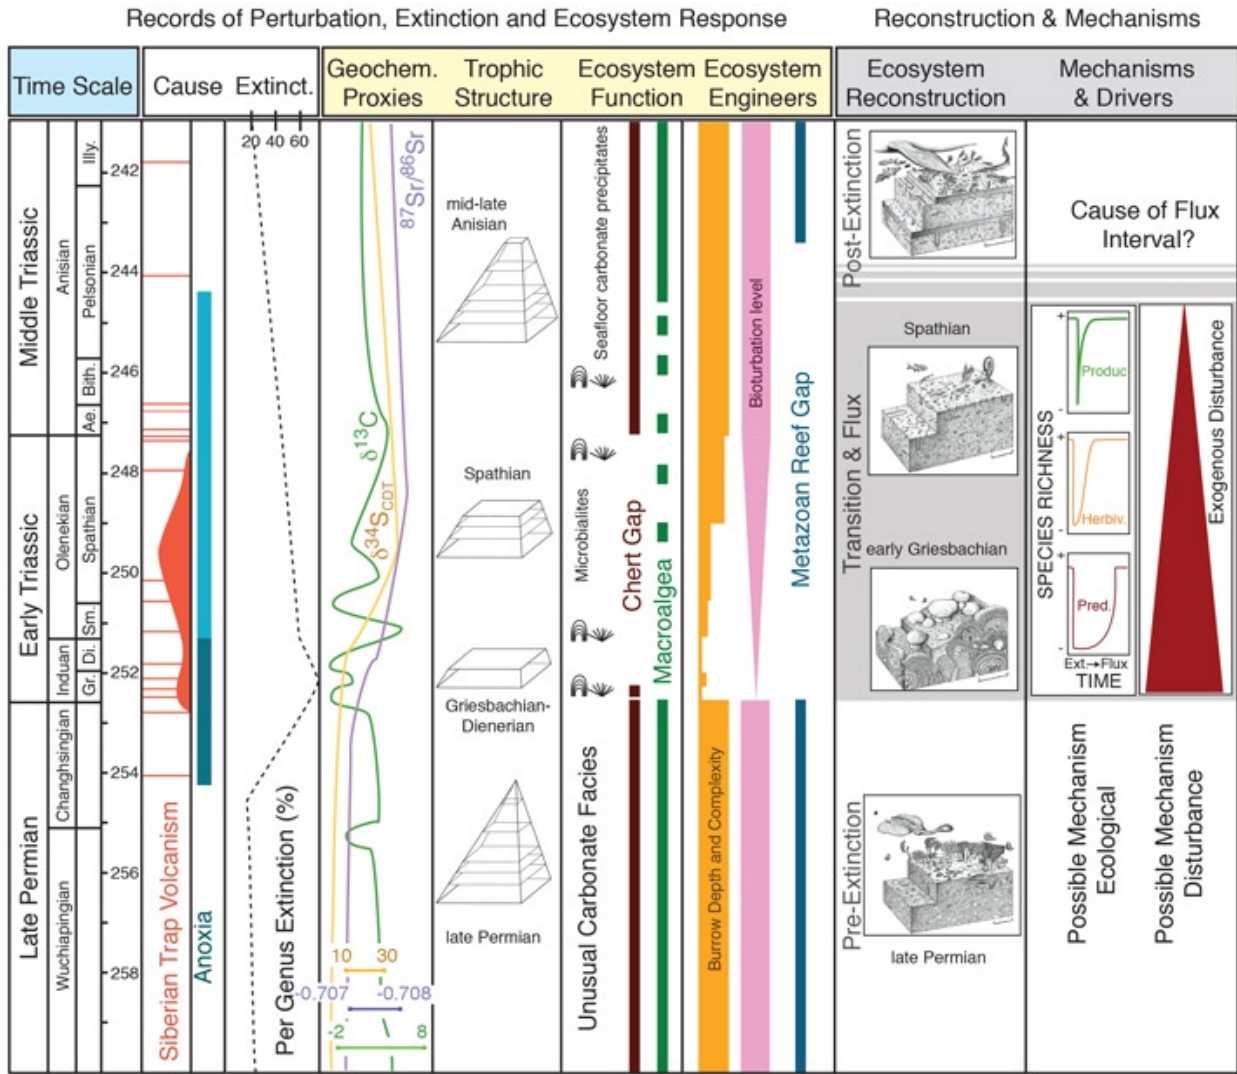 Records of Perturbation, Extinction and Ecosystem Response
Reconstruction & Mechanisms
Time Scale
Cause
Extinct.
Geochem.
Proxies
Trophic
Structure
Ecosystem
Function
Ecosystem
Engineers
Ecosystem
Reconstruction
Mechanisms
& Drivers
Middle Triassic
Early Triassic
Late Permian
Anisian
Olenekian
Induan
Changhsingian
Wuchiapingian
Illy.
Pelsonian
Bith.
Ae.
Spathian
Sm.
Di.
Gr.
242
244
246
248
250
252
254
256
258
Siberian Trap Volcanism
Anoxia
20 40 60
Per Genus Extinction (%)
87Sr/86Sr
δ13C
δ34SCDT
10 30
-0.707 -0.708
-2 8
mid-late
Anisian
Spathian
Griesbachian-
Dienerian
late Permian
Seafloor carbonate precipitates
Microbialites
Unusual Carbonate Facies
Chert Gap
Macroalgea
Burrow Depth and Complexity
Bioturbation level
Metazoan Reef Gap
Post-Extinction
Transition & Flux
Pre-Extinction
Spathian
early Griesbachian
late Permian
Cause of Flux
Interval?
SPECIES RICHNESS
+
Produc
-
+
Herbiv.
-
+
Pred.
-
Ext.→Flux
TIME
Exogenous Disturbance
Possible Mechanism
Ecological
Possible Mechanism
Disturbance